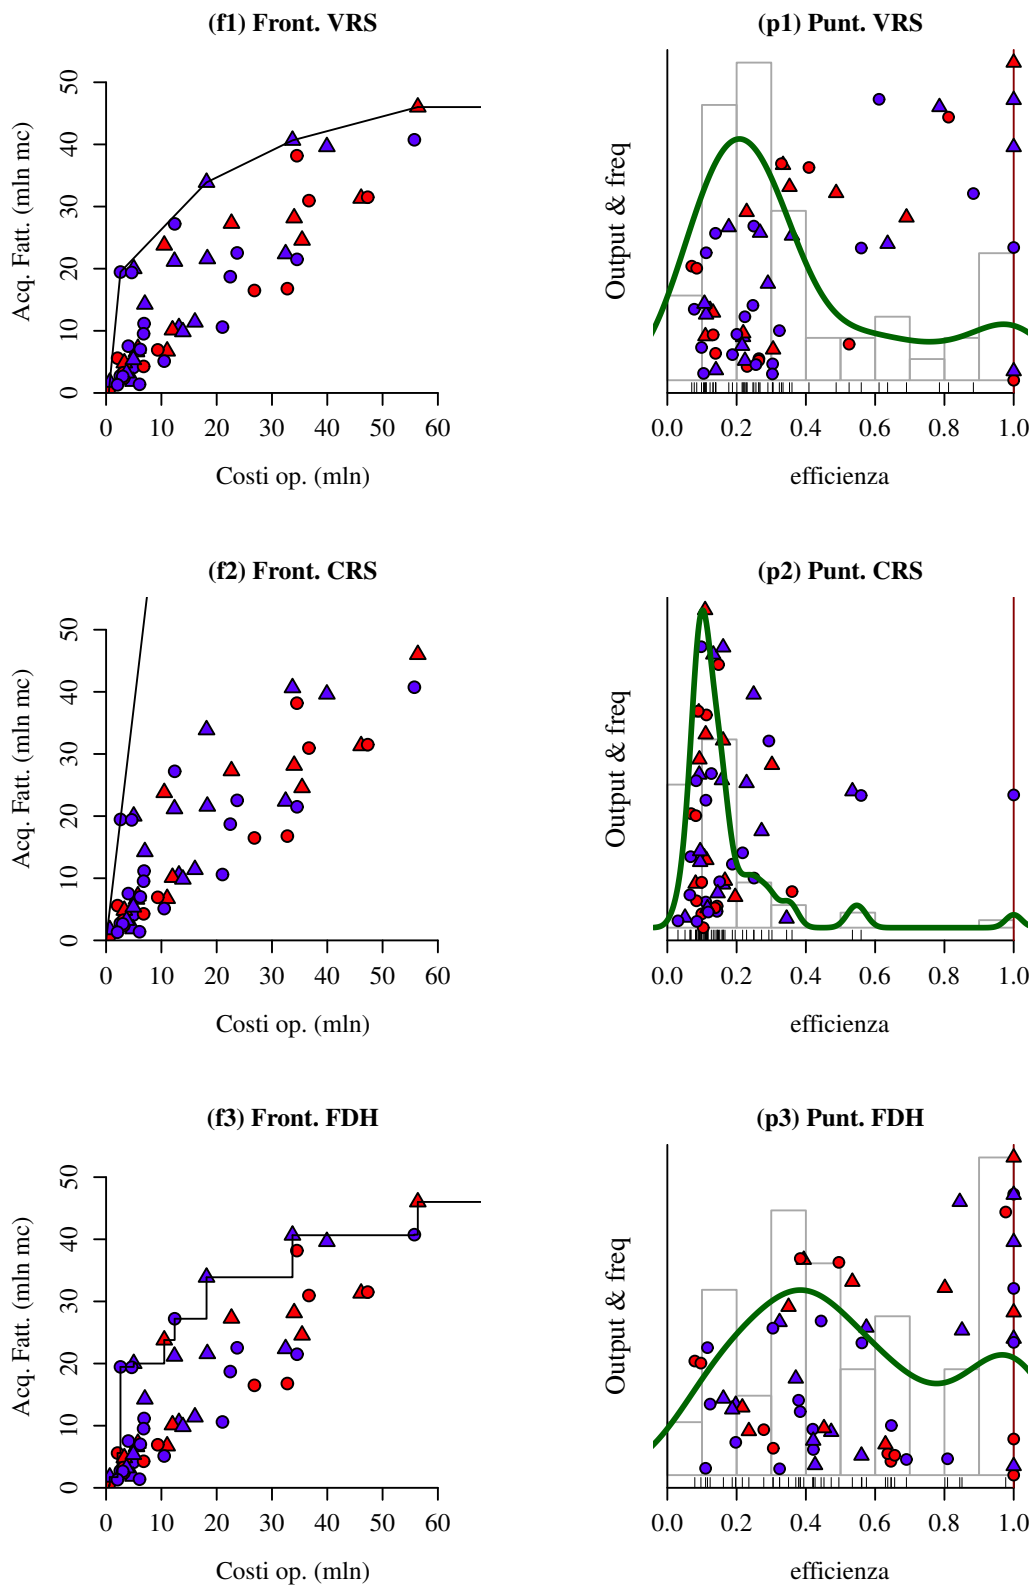 (f1) Front. VRS
Acq. Fatt. (mln mc)
50
40
30
20
10
0
0 10 20 30 40 50 60
Costi op. (mln)
(p1) Punt. VRS
Output & freq
0.0 0.2 0.4 0.6 0.8 1.0
efficienza
(f2) Front. CRS
Acq. Fatt. (mln mc)
50
40
30
20
10
0
0 10 20 30 40 50 60
Costi op. (mln)
(p2) Punt. CRS
Output & freq
0.0 0.2 0.4 0.6 0.8 1.0
efficienza
(f3) Front. FDH
Acq. Fatt. (mln mc)
50
40
30
20
10
0
0 10 20 30 40 50 60
Costi op. (mln)
(p3) Punt. FDH
Output & freq
0.0 0.2 0.4 0.6 0.8 1.0
efficienza